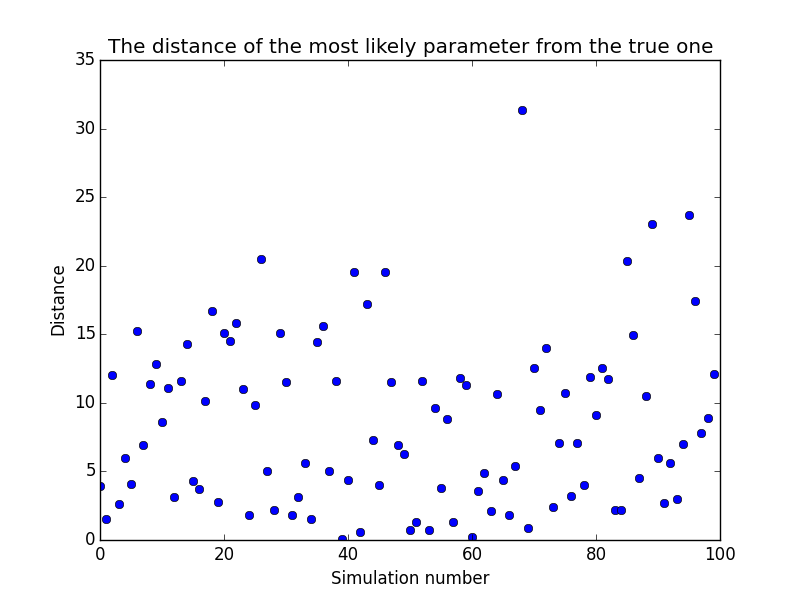 The distance of the most likely parameter from the true one
35
30
25
20
15
10
5
0
Distance
0 20 40 60 80 100
Simulation number